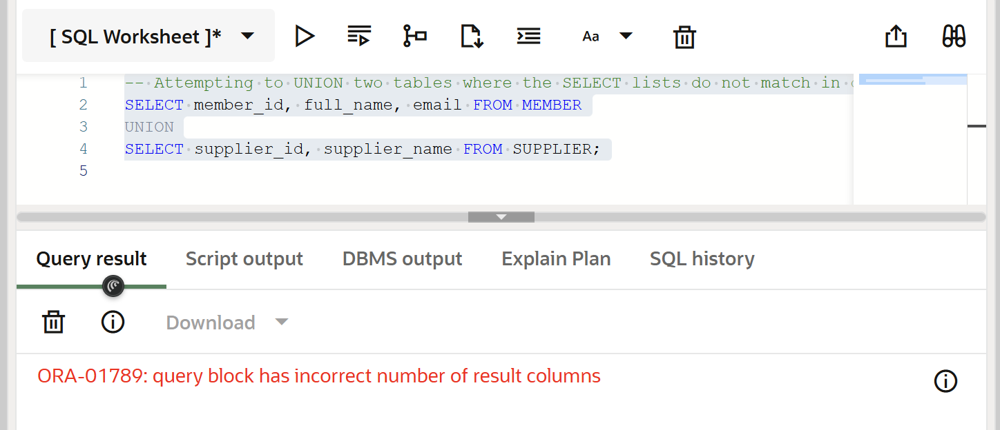 [ SQL Worksheet ]*
Aa
1 -- Attempting to UNION two tables where the SELECT lists do not match in
2 SELECT member_id, full_name, email FROM MEMBER
3 UNION
4 SELECT supplier_id, supplier_name FROM SUPPLIER;
5
Query result Script output DBMS output Explain Plan SQL history
Download
ORA-01789: query block has incorrect number of result columns